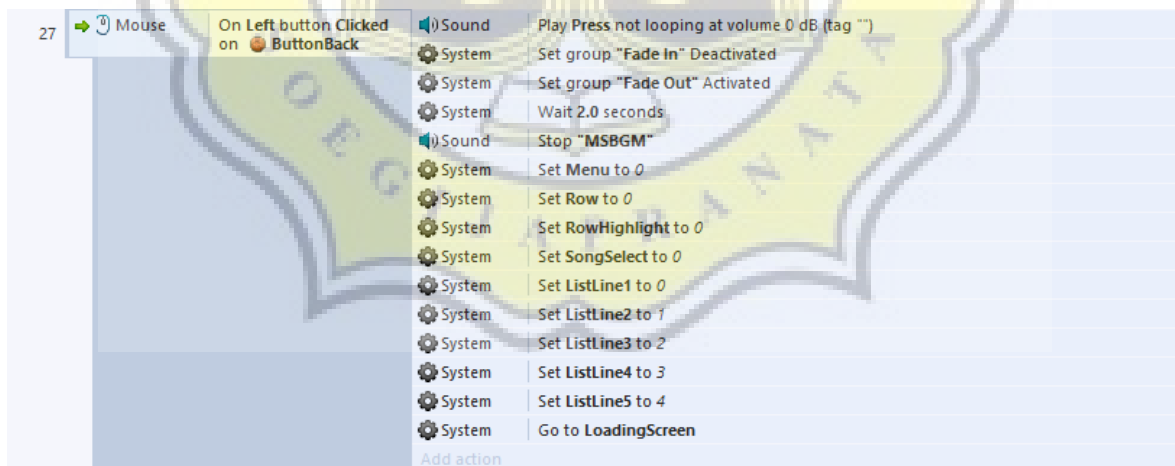 27 Mouse On Left button Clicked on ButtonBack
Sound Play Press not looping at volume 0 dB (tag "")
System Set group "Fade In" Deactivated
System Set group "Fade Out" Activated
System Wait 2.0 seconds
Sound Stop "MSBGM"
System Set Menu to 0
System Set Row to 0
System Set RowHighlight to 0
System Set SongSelect to 0
System Set ListLine1 to 0
System Set ListLine2 to 1
System Set ListLine3 to 2
System Set ListLine4 to 3
System Set ListLine5 to 4
System Go to LoadingScreen
Add action